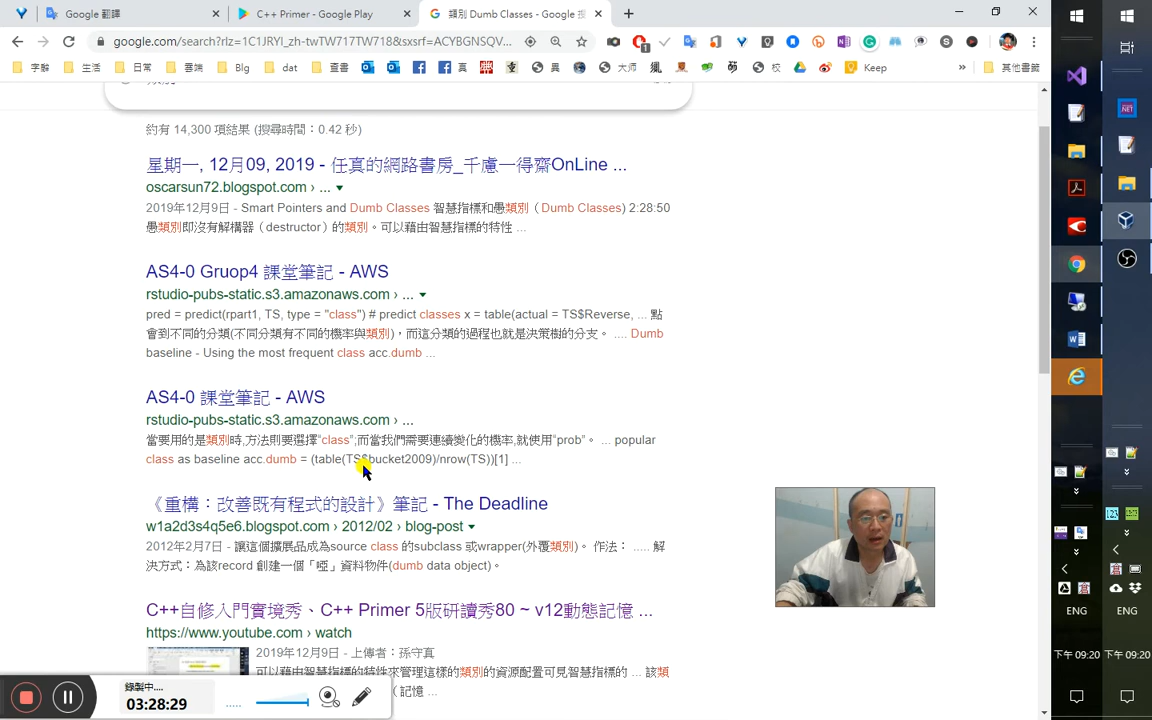 Google 翻譯
C++ Primer - Google Play
類別 Dumb Classes - Google 搜
google.com/search?rlz=1C1JRYI_zh-twTW717TW718&sxsrf=ACYBGNSQV...
字辭
生活
日常
雲端
Blg
dat
查書
真
異
大师
校
Keep
其他書籤
約有 14,300 項結果 (搜尋時間：0.42 秒)
星期一, 12月09, 2019 - 任真的網路書房_千慮一得齋OnLine ...
oscarsun72.blogspot.com › ...
2019年12月9日 - Smart Pointers and Dumb Classes 智慧指標和愚類別（Dumb Classes) 2:28:50
愚類別即沒有解構器（destructor）的類別。可以藉由智慧指標的特性 ...
AS4-0 Gruop4 課堂筆記 - AWS
rstudio-pubs-static.s3.amazonaws.com › ...
pred = predict(rpart1, TS, type = "class") # predict classes x = table(actual = TS$Reverse, ... 點
會到不同的分類(不同分類有不同的機率與類別)，而這分類的過程也就是決策樹的分支。 .... Dumb
baseline - Using the most frequent class acc.dumb ...
AS4-0 課堂筆記 - AWS
rstudio-pubs-static.s3.amazonaws.com › ...
當要用的是類別時,方法則要選擇“class”;而當我們需要連續變化的機率,就使用“prob”。 ... popular
class as baseline acc.dumb = (table(TS$bucket2009)/nrow(TS))[1] ...
《重構：改善既有程式的設計》筆記 - The Deadline
w1a2d3s4q5e6.blogspot.com › 2012/02 › blog-post
2012年2月7日 - 讓這個擴展品成為source class 的subclass 或wrapper(外覆類別)。 作法： ..... 解
決方式：為該record 創建一個「啞」資料物件(dumb data object)。
C++自修入門實境秀、C++ Primer 5版研讀秀80 ~ v12動態記憶 ...
https://www.youtube.com › watch
2019年12月9日 - 上傳者：孫守真
可以藉由智慧指標的特性來管理這樣的類別的資源配置可見智慧指標的 ... 該類
（記憶 ...
錄製中....
03:28:29
ENG
下午 09:20
ENG
下午 09:20